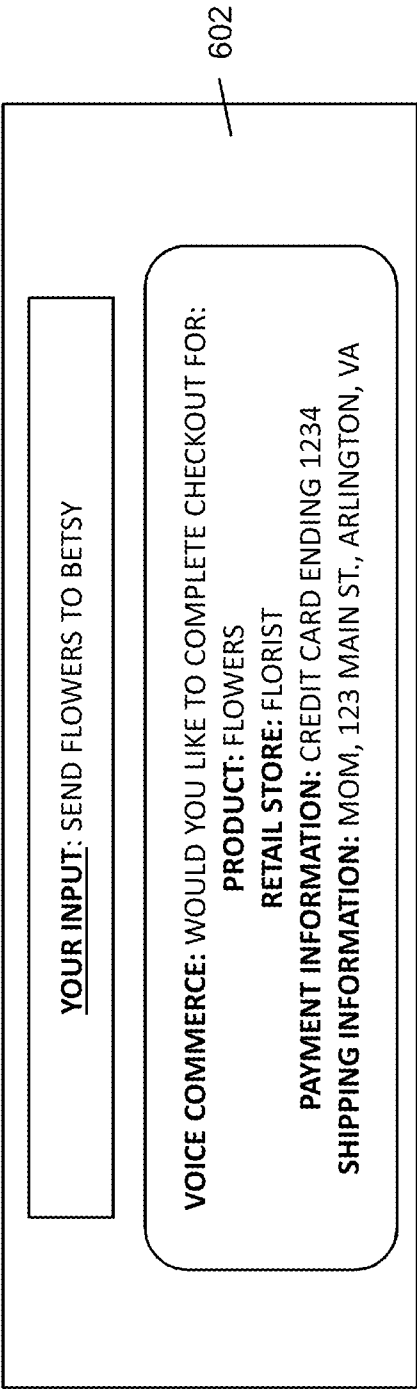 YOUR INPUT: SEND FLOWERS TO BETSY
VOICE COMMERCE: WOULD YOU LIKE TO COMPLETE CHECKOUT FOR:
PRODUCT: FLOWERS
RETAIL STORE: FLORIST
PAYMENT INFORMATION: CREDIT CARD ENDING 1234
SHIPPING INFORMATION: MOM, 123 MAIN ST., ARLINGTON, VA
602